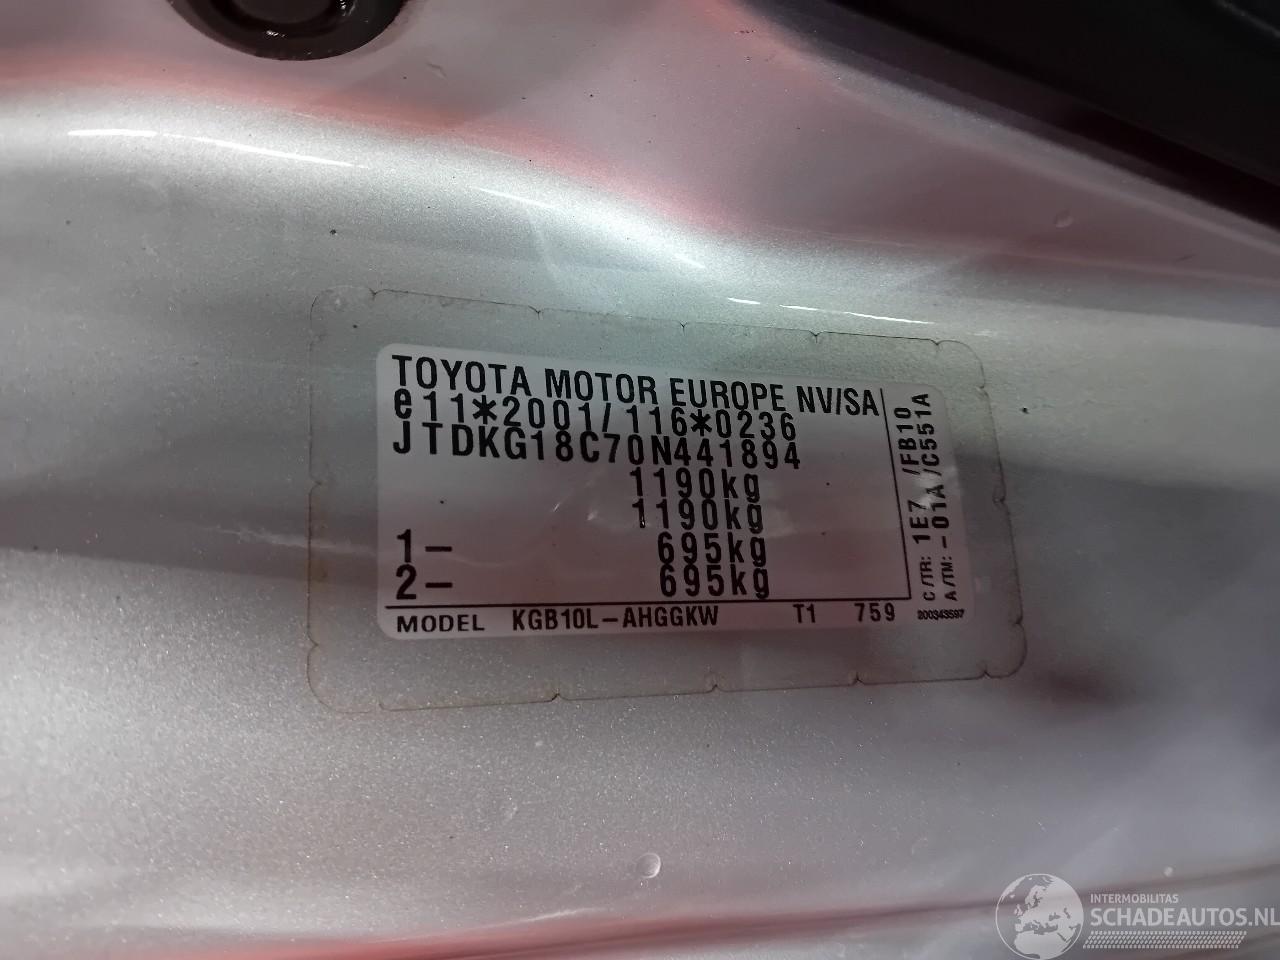 TOYOTA MOTOR EUROPE NV/SA
e11*2001/116*0236
JTDKG18C70N441894
1190kg
1190kg
1- 695kg
2- 695kg
MODEL KGB10L-AHGGKW T1 759
C/TR: 1E7 /FB10
A/TM: -01A /C551A
200343597
INTERMOBILITAS
SCHADEAUTOS.NL